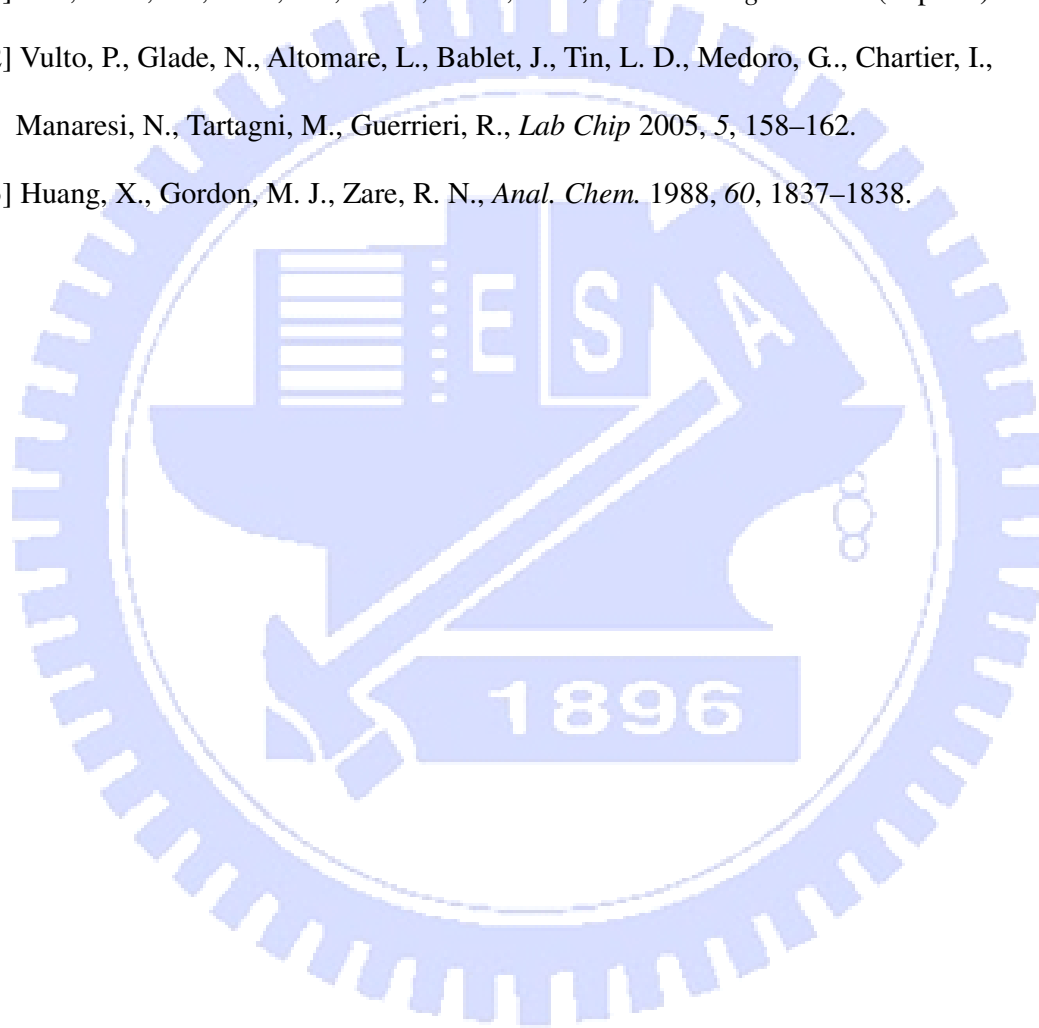 ] Vulto, P., Glade, N., Altomare, L., Bablet, J., Tin, L. D., Medoro, G., Chartier, I.,
Manaresi, N., Tartagni, M., Guerrieri, R., Lab Chip 2005, 5, 158–162.
] Huang, X., Gordon, M. J., Zare, R. N., Anal. Chem. 1988, 60, 1837–1838.
E S A
1896